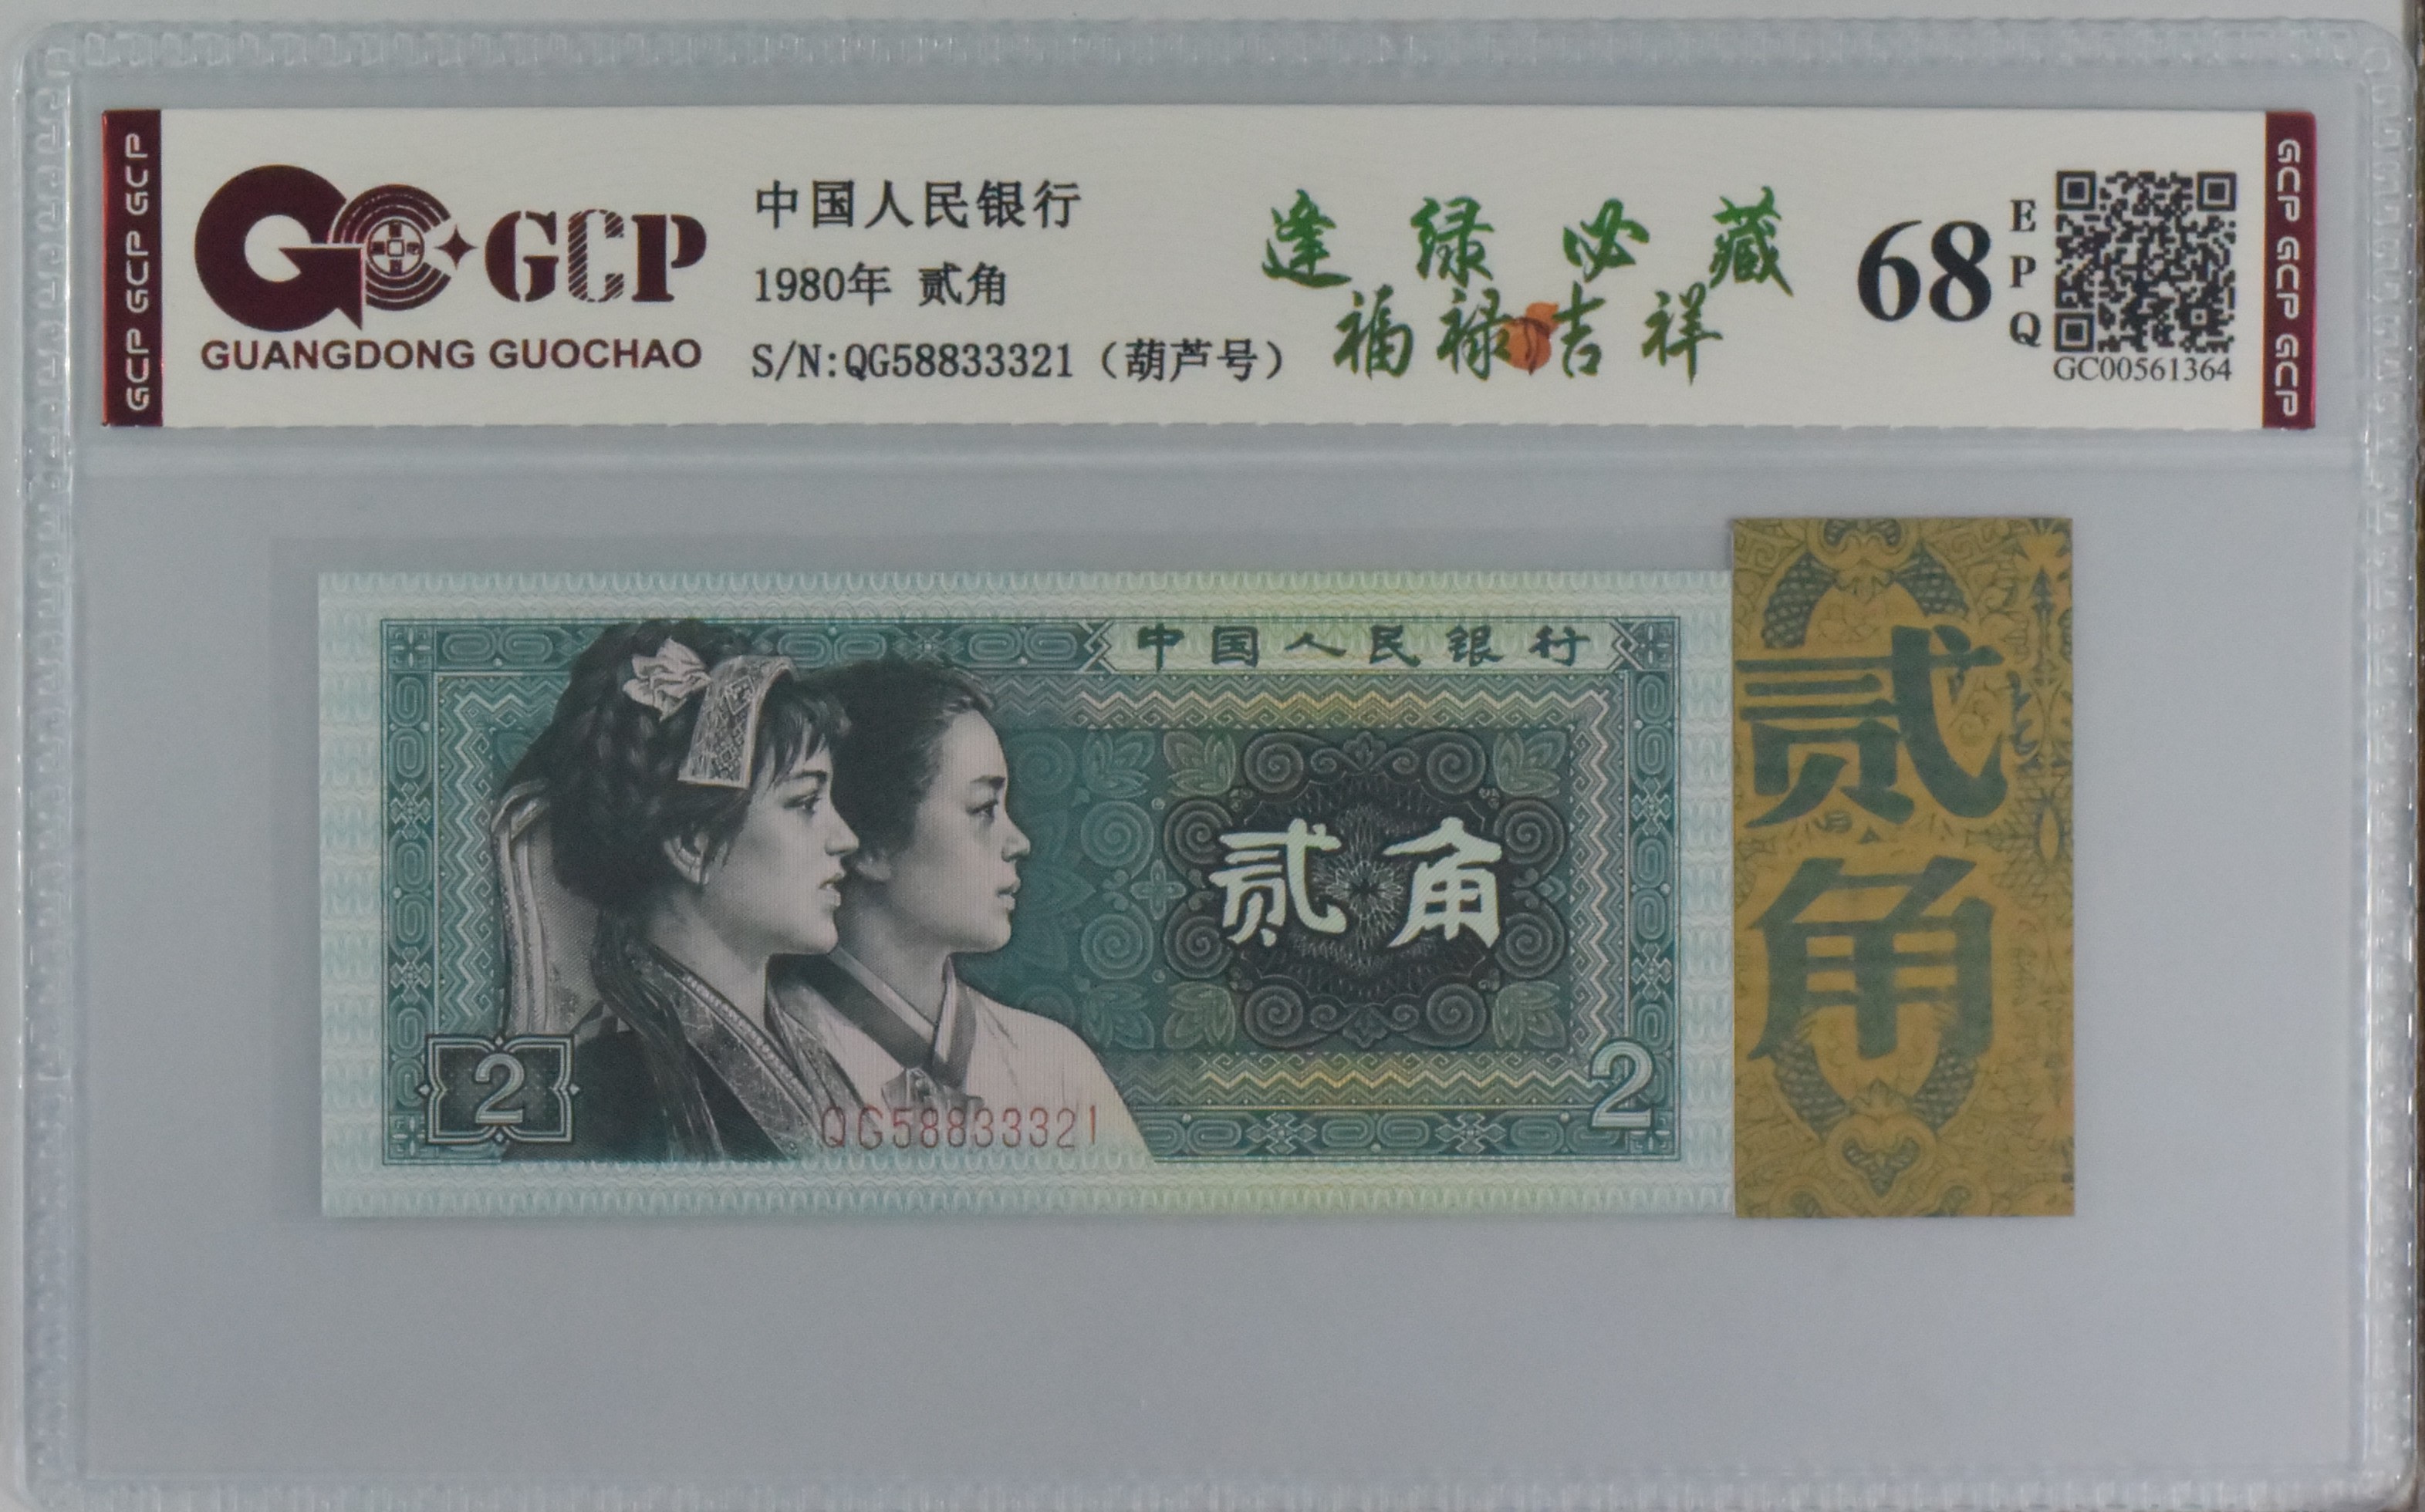 GCP GCP GCP
GCP
GUANGDONG GUOCHAO
中国人民银行
1980年 贰角
S/N:QG58833321（葫芦号）
逢绿必藏
福禄吉祥
68
EPQ
GC00561364
GCP GCP GCP
中国人民银行
贰角
2
QG58833321
2
贰角